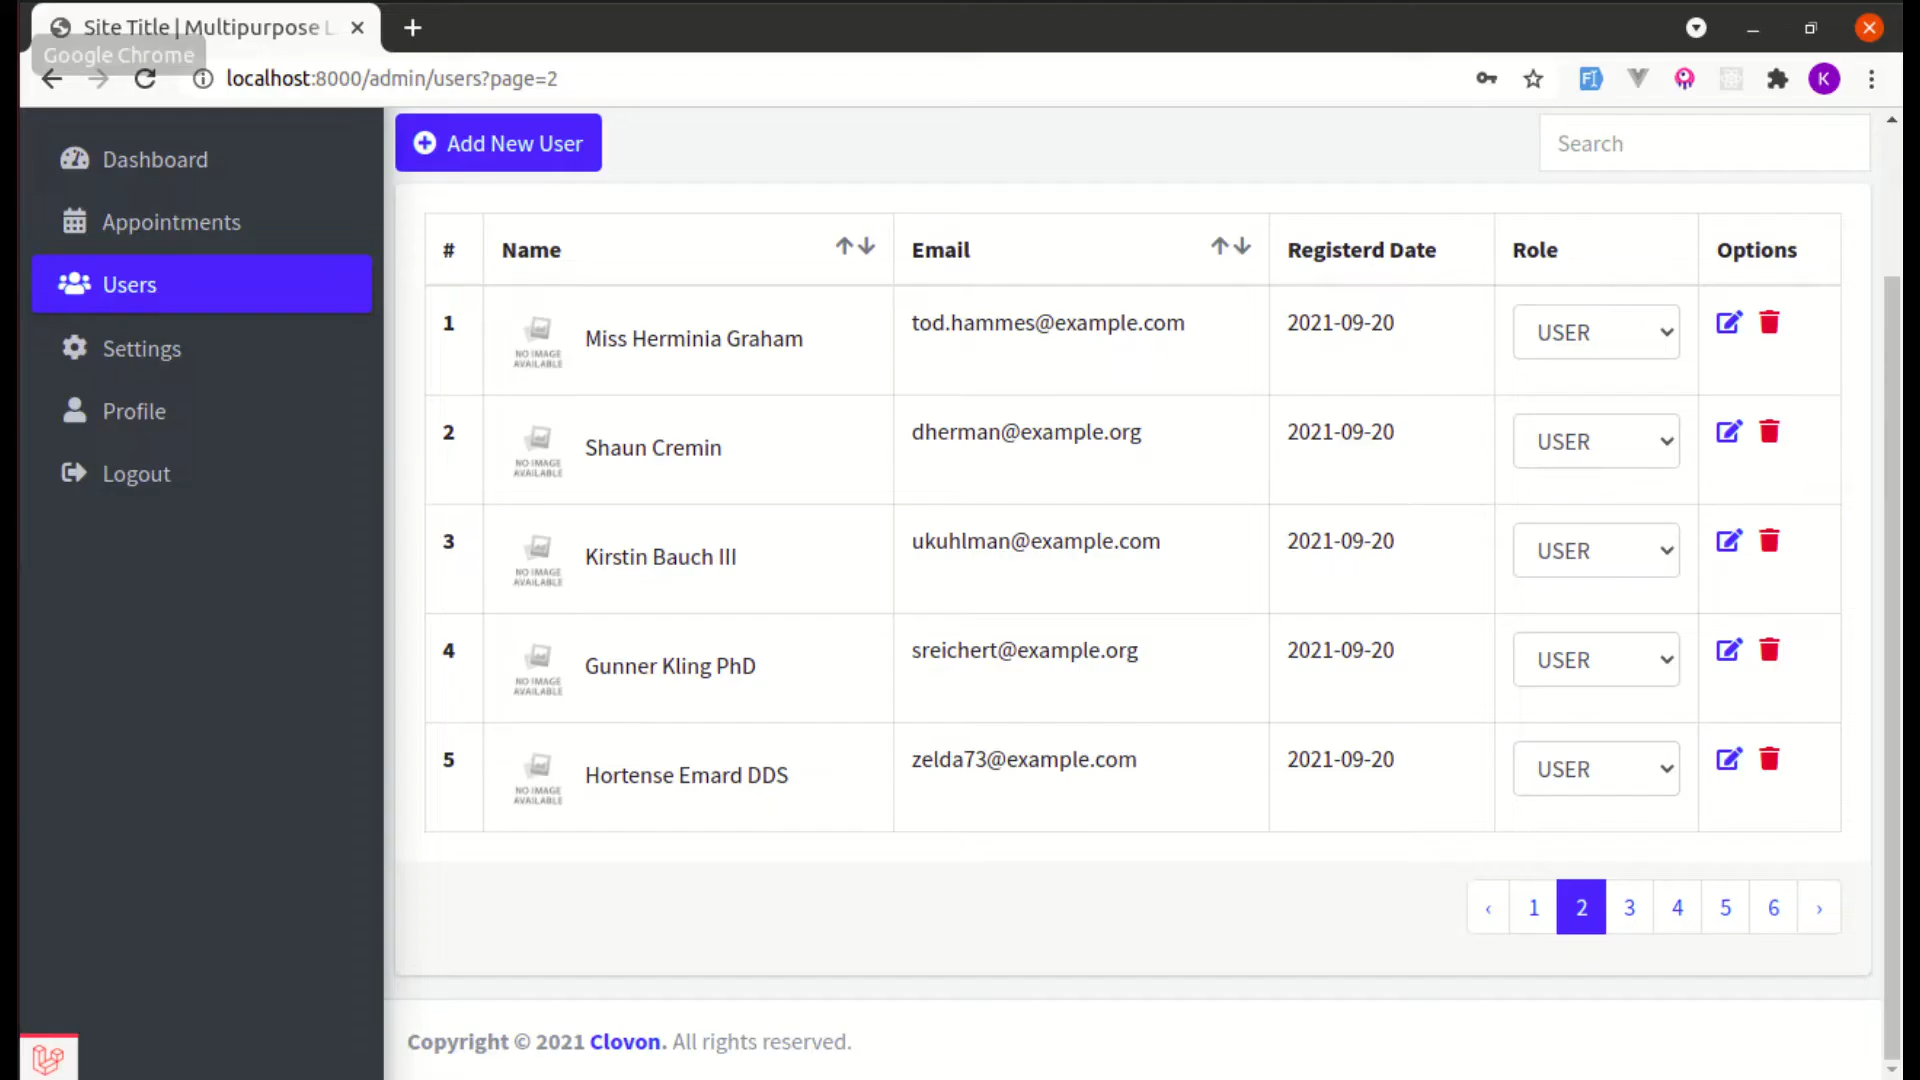 Site Title | Multipurpose L
Google Chrome
localhost:8000/admin/users?page=2
K
Dashboard
Appointments
Users
Settings
Profile
Logout
Add New User
Search
# Name Email Registerd Date Role Options
1 NO IMAGE AVAILABLE Miss Herminia Graham tod.hammes@example.com 2021-09-20 USER
2 NO IMAGE AVAILABLE Shaun Cremin dherman@example.org 2021-09-20 USER
3 NO IMAGE AVAILABLE Kirstin Bauch III ukuhlman@example.com 2021-09-20 USER
4 NO IMAGE AVAILABLE Gunner Kling PhD sreichert@example.org 2021-09-20 USER
5 NO IMAGE AVAILABLE Hortense Emard DDS zelda73@example.com 2021-09-20 USER
‹ 1 2 3 4 5 6 ›
Copyright © 2021 Clovon. All rights reserved.